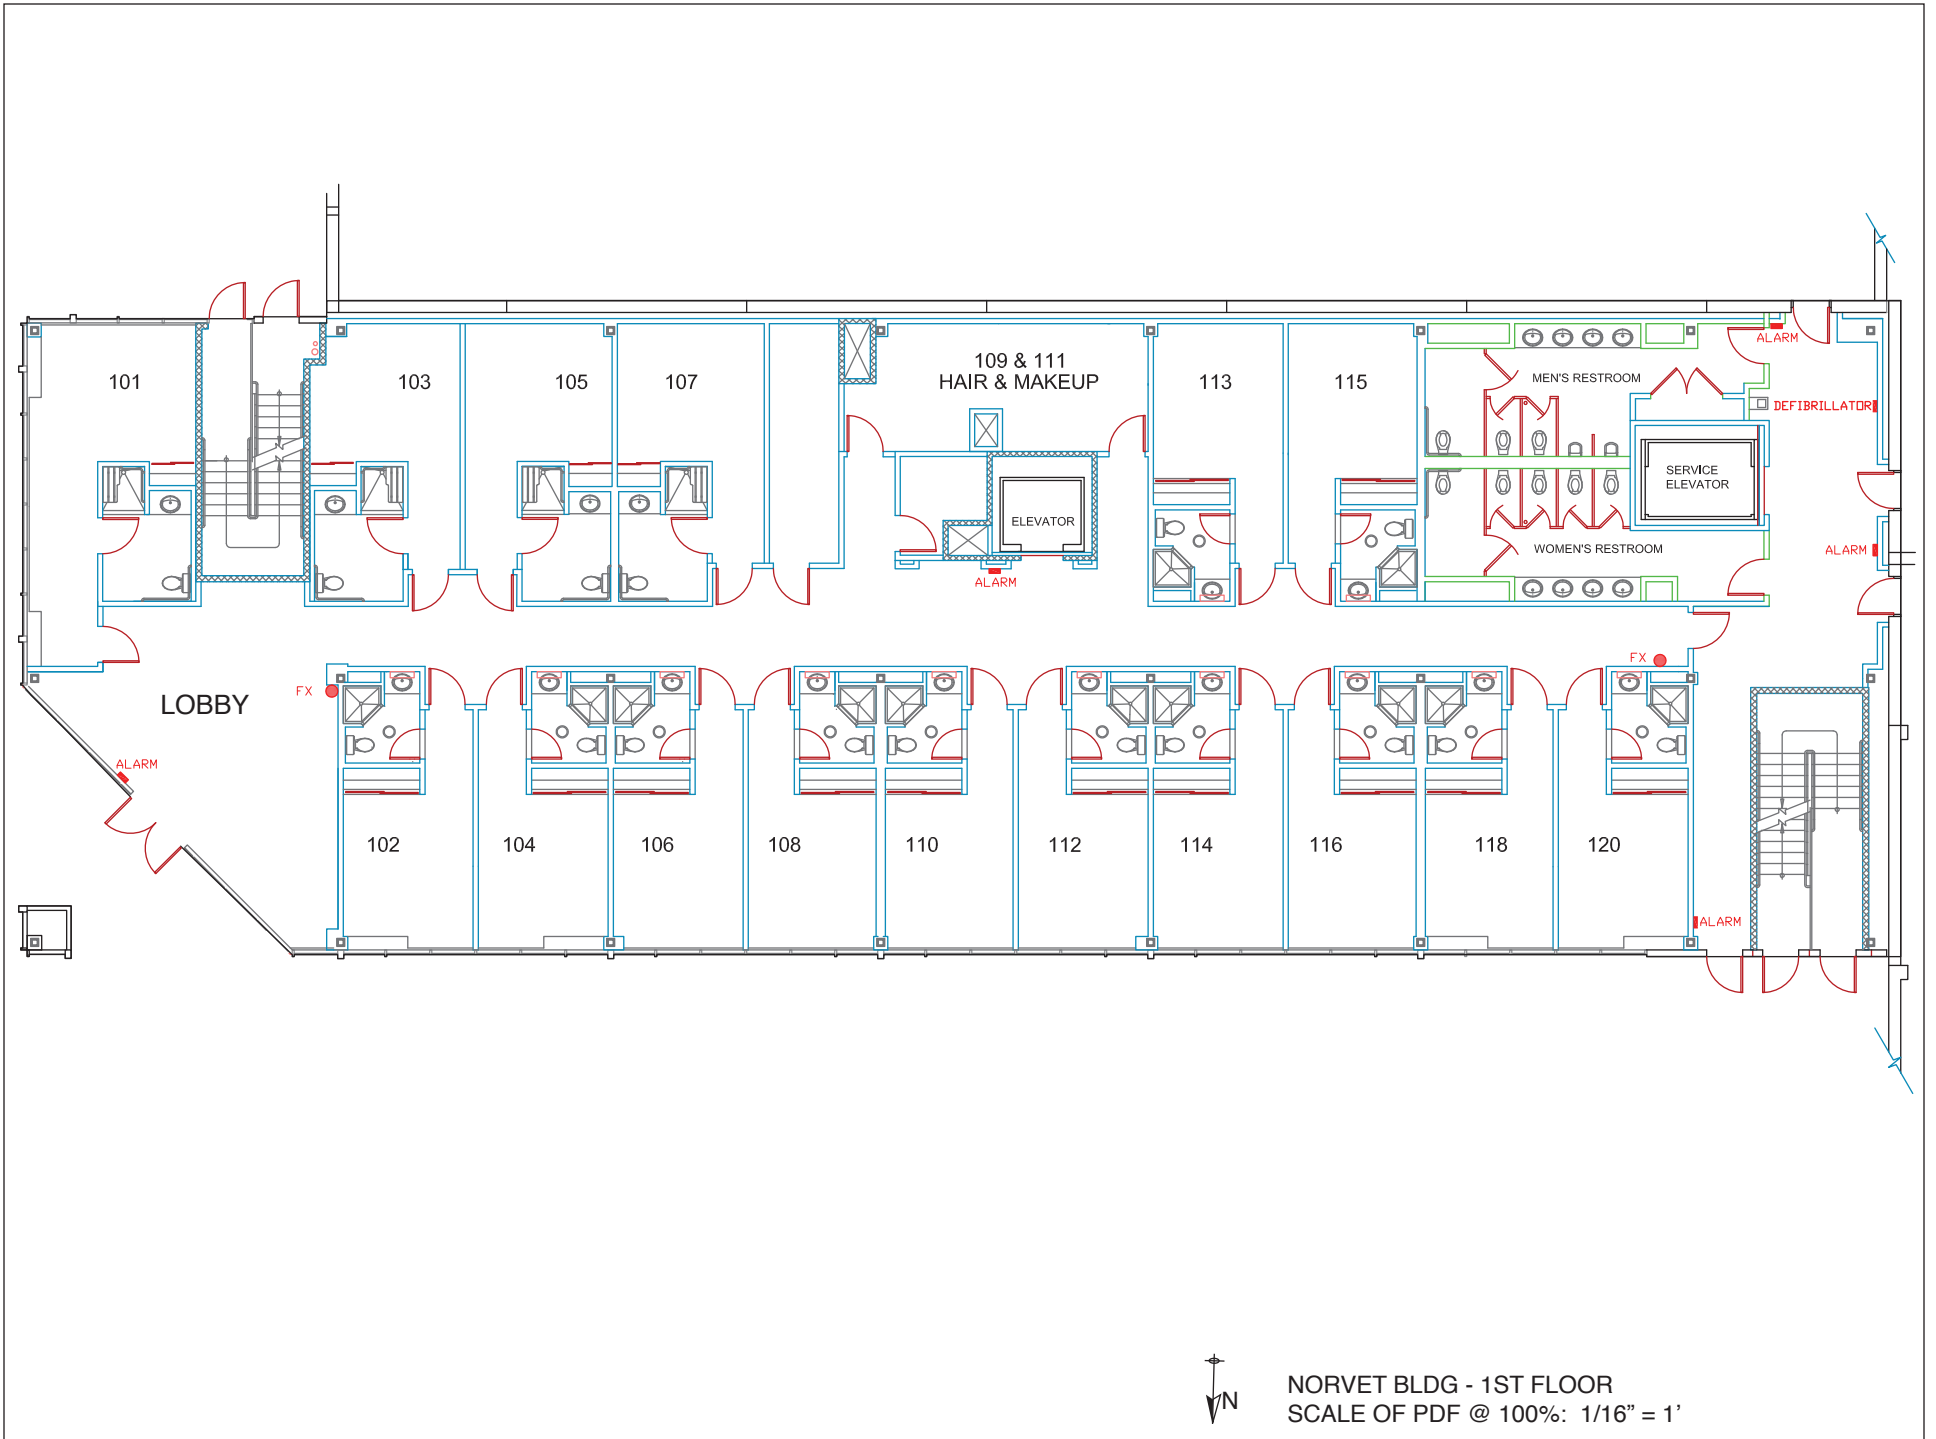 ALARM
101
103
105
107
109 & 111
HAIR & MAKEUP
113
115
MEN'S RESTROOM
DEFIBRILLATOR
SERVICE
ELEVATOR
ELEVATOR
WOMEN'S RESTROOM
ALARM
ALARM
FX
FX
LOBBY
ALARM
102
104
106
108
110
112
114
116
118
120
ALARM
N
NORVET BLDG - 1ST FLOOR
SCALE OF PDF @ 100%: 1/16” = 1’